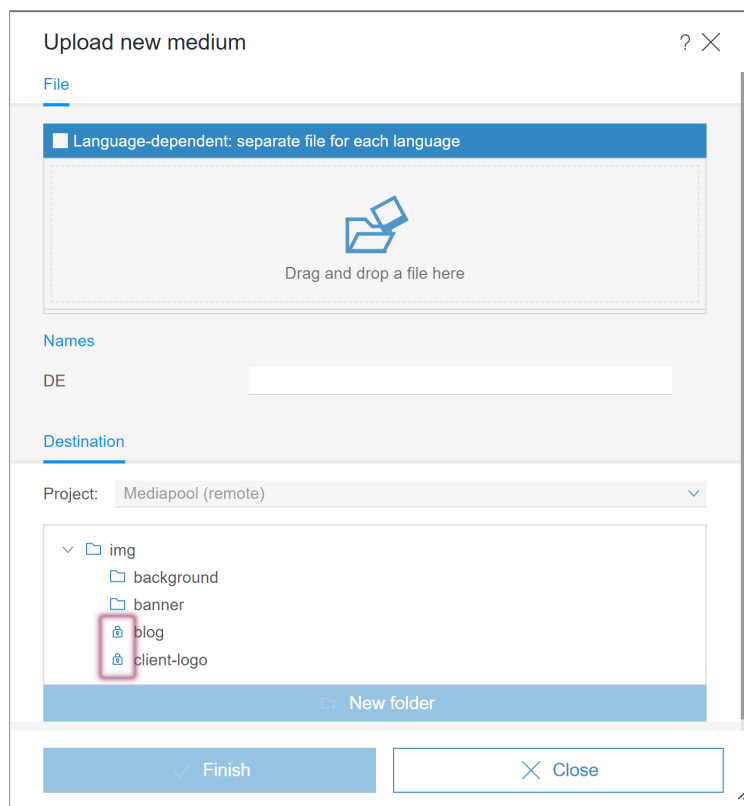 Upload new medium ?
File
Language-dependent: separate file for each language
Drag and drop a file here
Names
DE
Destination
Project: Mediapool (remote)
img
background
banner
blog
client-logo
New folder
Finish Close